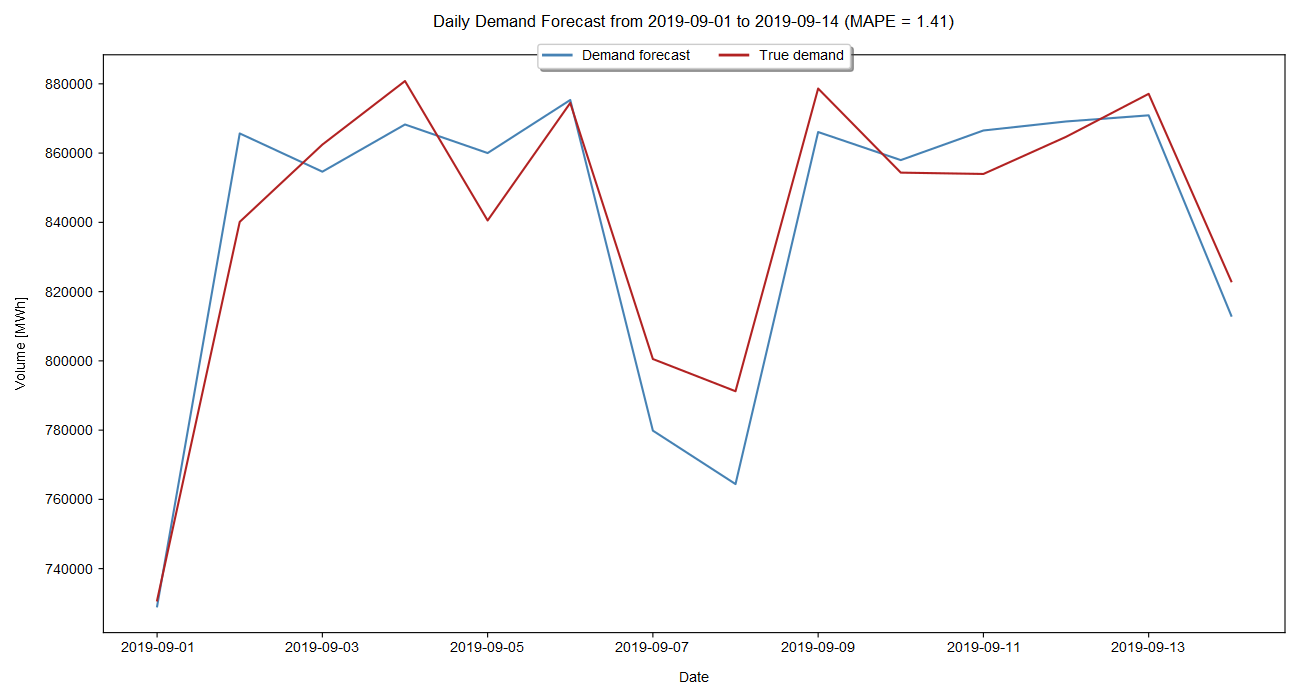 Daily Demand Forecast from 2019-09-01 to 2019-09-14 (MAPE = 1.41)
Demand forecast True demand
880000
860000
840000
820000
800000
780000
760000
740000
Volume [MWh]
2019-09-01 2019-09-03 2019-09-05 2019-09-07 2019-09-09 2019-09-11 2019-09-13
Date